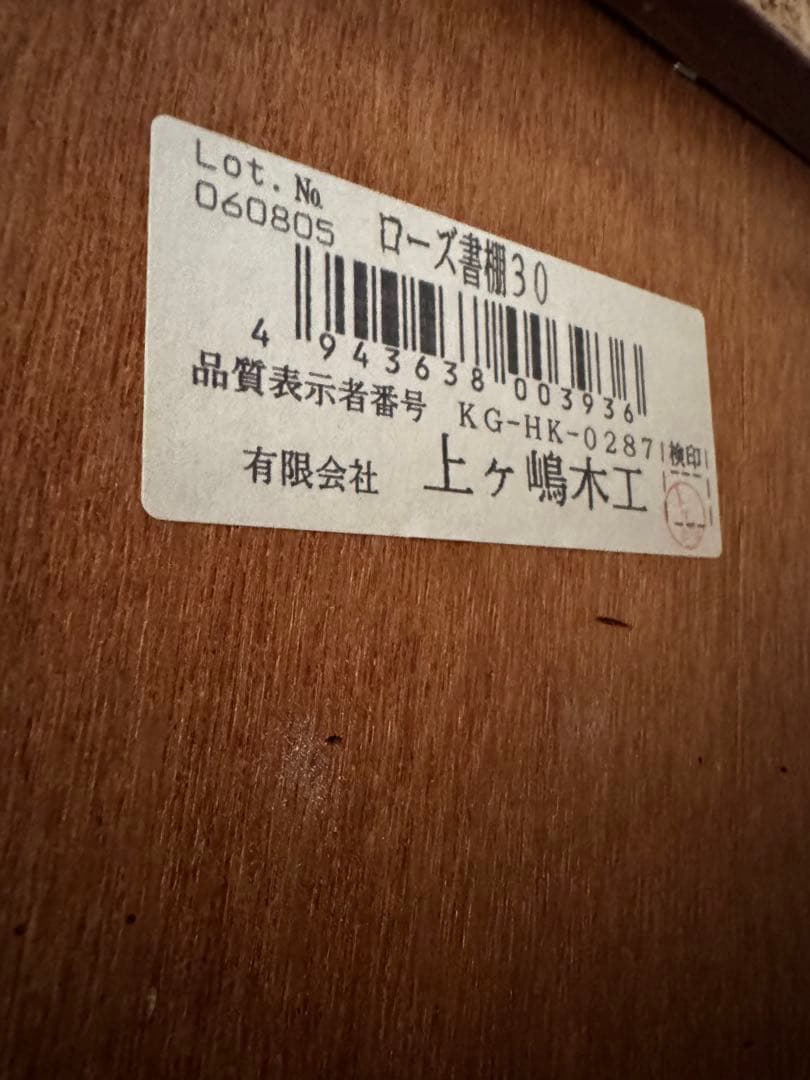 Lot. No.
060805 ローズ書棚30
4 943638 003936
品質表示者番号 KG-HK-0287
検印
有限会社 上ヶ嶋木工